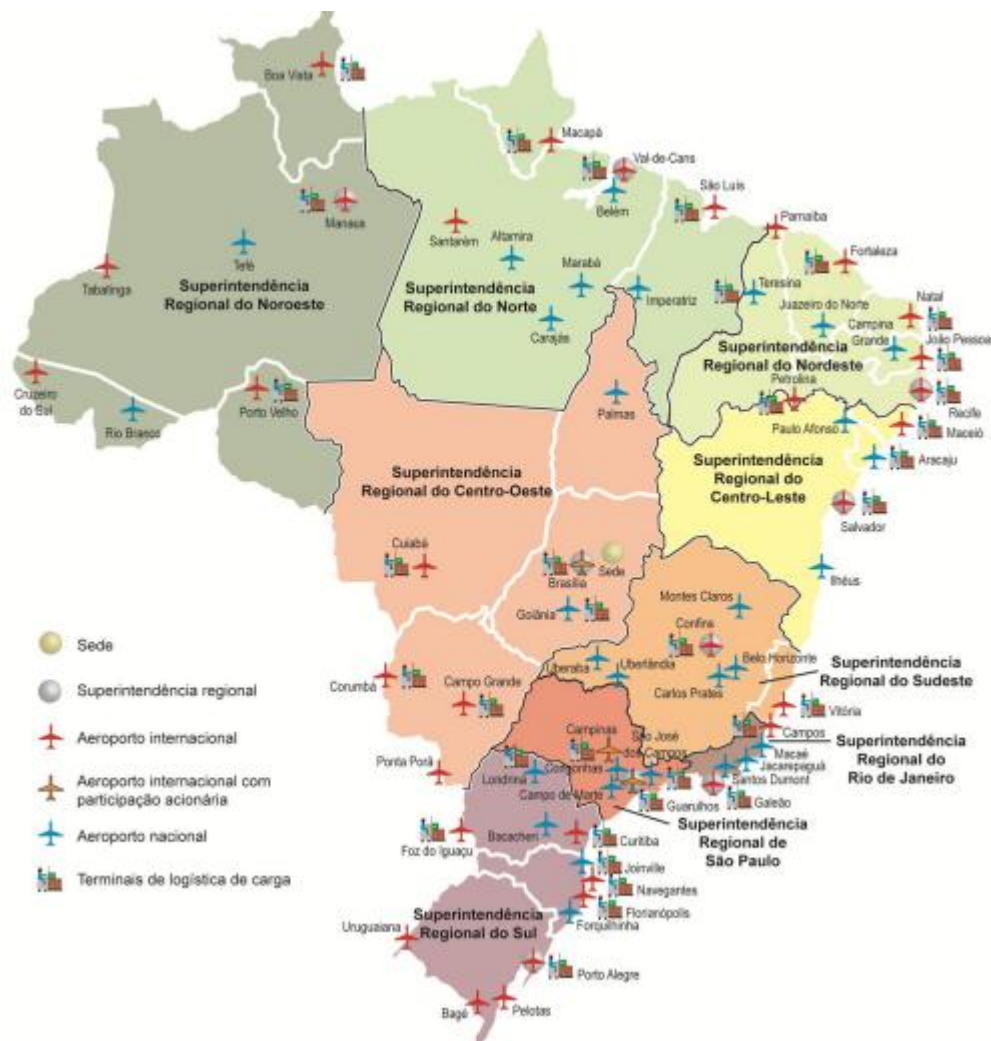 Boa Vista
Macapá
Val-de-Cans
Belém
São Luís
Parnaíba
Manaus
Santarém
Altamira
Fortaleza
Tefé
Tabatinga
Superintendência
Regional do Noroeste
Superintendência
Regional do Norte
Marabá
Carajás
Imperatriz
Teresina
Juazeiro do Norte
Campina
Grande
Natal
João Pessoa
Superintendência
Regional do Nordeste
Petrolina
Recife
Cruzeiro
do Sul
Rio Branco
Porto Velho
Palmas
Paulo Afonso
Maceió
Aracaju
Superintendência
Regional do Centro-Oeste
Superintendência
Regional do
Centro-Leste
Salvador
Cuiabá
Brasília
Sede
Ilhéus
Goiânia
Montes Claros
Confins
Uberaba
Uberlândia
Belo Horizonte
Carlos Prates
Superintendência
Regional do Sudeste
Corumbá
Campo Grande
Vitória
Campinas
São José
dos Campos
Campos
Macaé
Jacarepaguá
Superintendência
Regional do
Rio de Janeiro
Ponta Porã
Londrina
Congonhas
Campo de Marte
Santos Dumont
Guarulhos
Galeão
Superintendência
Regional de
São Paulo
Foz do Iguaçu
Bacacheri
Curitiba
Joinville
Navegantes
Florianópolis
Forquilhinha
Superintendência
Regional do Sul
Uruguaiana
Porto Alegre
Bagé
Pelotas
Sede
Superintendência regional
Aeroporto internacional
Aeroporto internacional com
participação acionária
Aeroporto nacional
Terminais de logística de carga